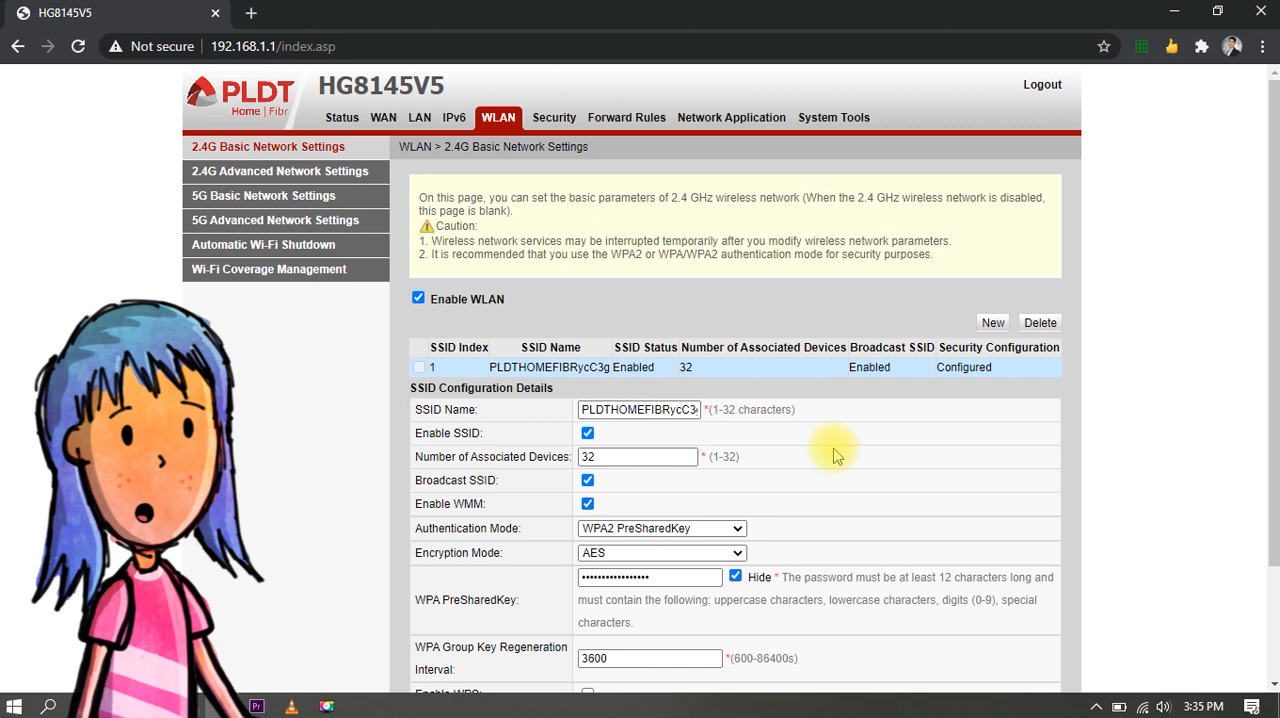 HG8145V5
Not secure 192.168.1.1/index.asp
PLDT
Home | Fibr
HG8145V5
Logout
Status WAN LAN IPv6 WLAN Security Forward Rules Network Application System Tools
2.4G Basic Network Settings
2.4G Advanced Network Settings
5G Basic Network Settings
5G Advanced Network Settings
Automatic Wi-Fi Shutdown
Wi-Fi Coverage Management
WLAN > 2.4G Basic Network Settings
On this page, you can set the basic parameters of 2.4 GHz wireless network (When the 2.4 GHz wireless network is disabled,
this page is blank).
Caution:
1. Wireless network services may be interrupted temporarily after you modify wireless network parameters.
2. It is recommended that you use the WPA2 or WPA/WPA2 authentication mode for security purposes.
Enable WLAN
New Delete
SSID Index SSID Name SSID Status Number of Associated Devices Broadcast SSID Security Configuration
1 PLDTHOMEFIBRycC3g Enabled 32 Enabled Configured
SSID Configuration Details
SSID Name: PLDTHOMEFIBRycC3 *(1-32 characters)
Enable SSID:
Number of Associated Devices: 32 * (1-32)
Broadcast SSID:
Enable WMM:
Authentication Mode: WPA2 PreSharedKey
Encryption Mode: AES
WPA PreSharedKey: ••••••••••••••••• Hide * The password must be at least 12 characters long and
must contain the following: uppercase characters, lowercase characters, digits (0-9), special
characters.
WPA Group Key Regeneration
Interval: 3600 *(600-86400s)
Enable WPS:
Pr
3:35 PM